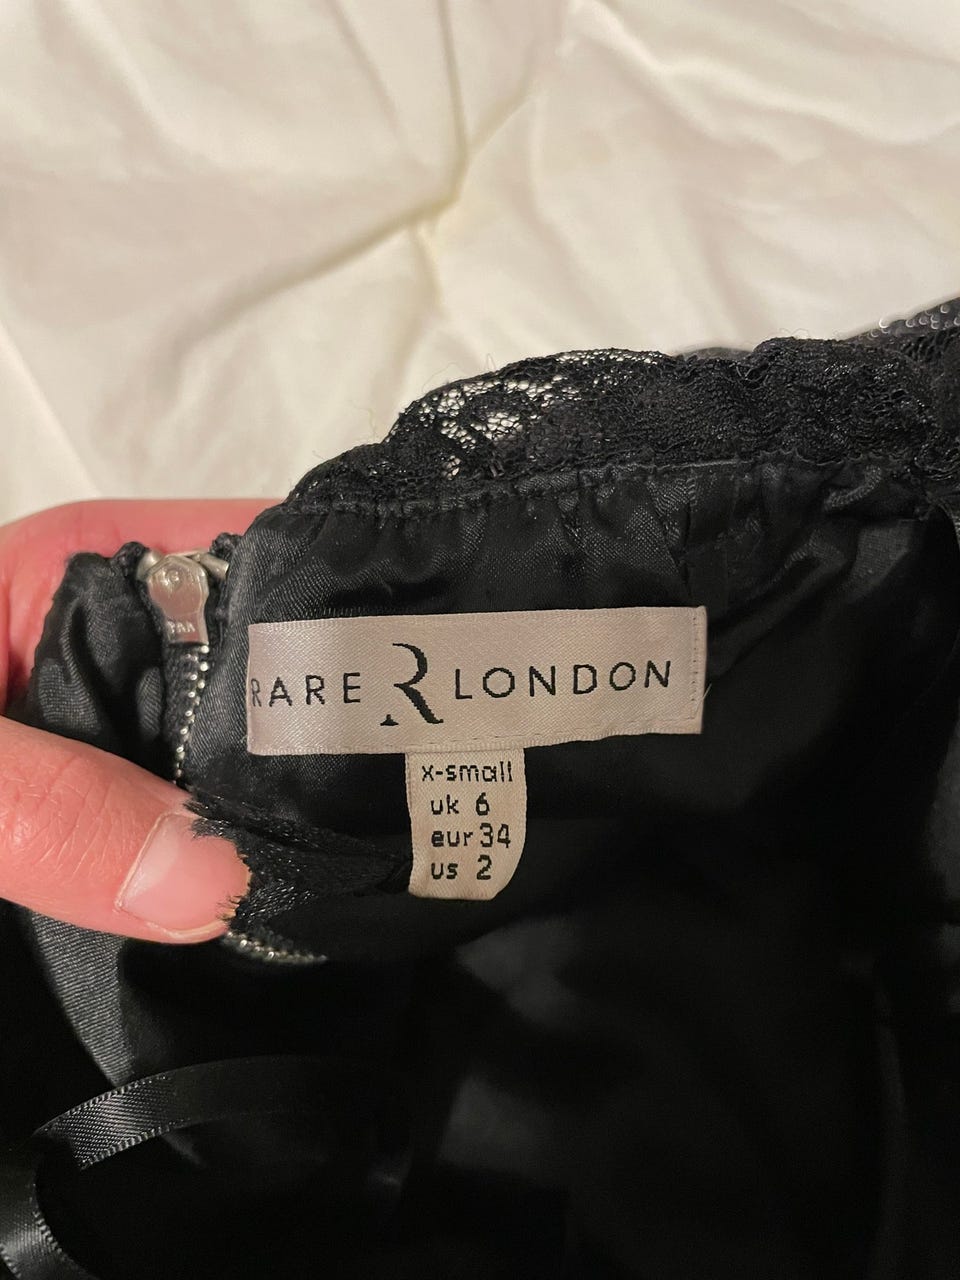 RARE R LONDON
x-small
uk 6
eur 34
us 2